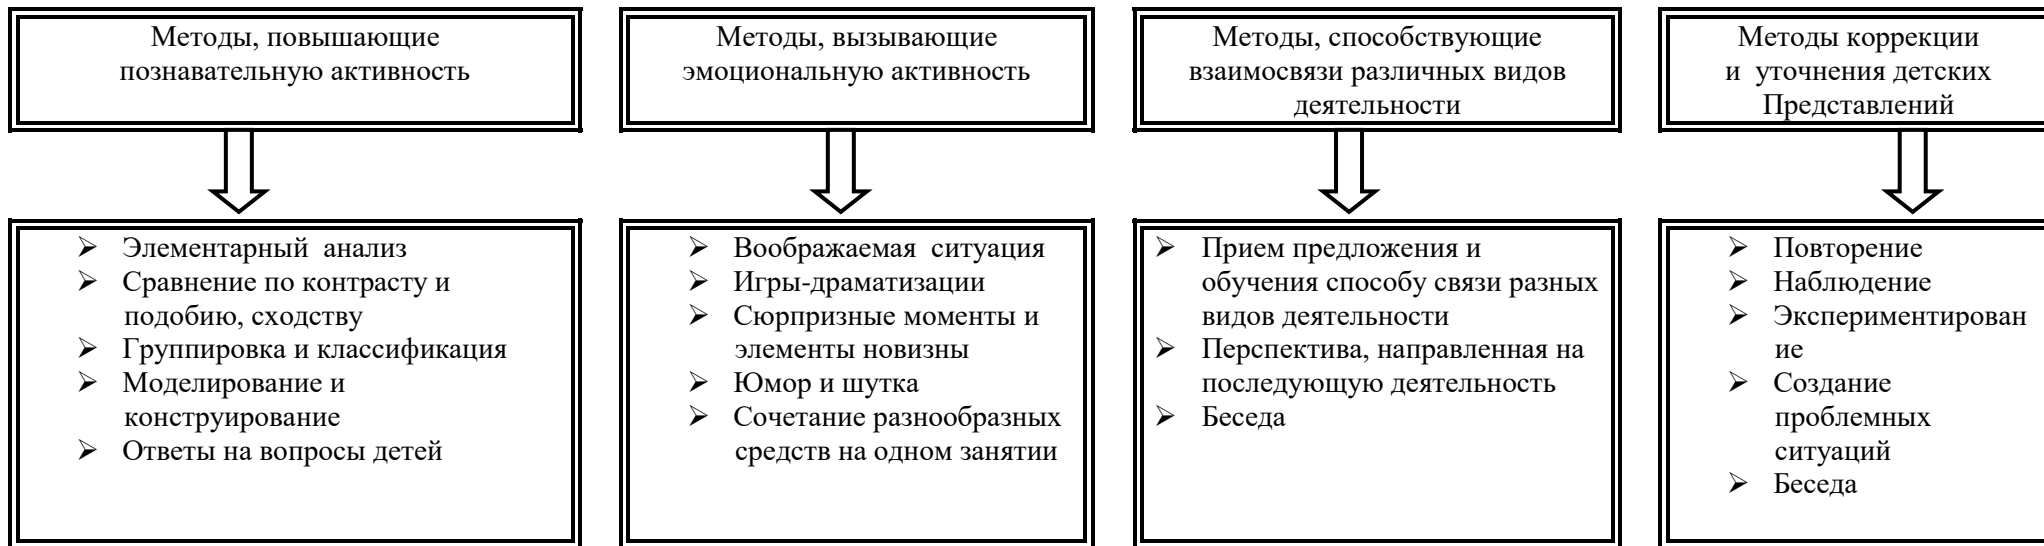 Методы, повышающие
познавательную активность
Методы, вызывающие
эмоциональную активность
Методы, способствующие
взаимосвязи различных видов
деятельности
Методы коррекции
и  уточнения детских
Представлений
➢ Элементарный  анализ
➢ Сравнение по контрасту и
подобию, сходству
➢ Группировка и классификация
➢ Моделирование и
конструирование
➢ Ответы на вопросы детей
➢ Воображаемая  ситуация
➢ Игры-драматизации
➢ Сюрпризные моменты и
элементы новизны
➢ Юмор и шутка
➢ Сочетание разнообразных
средств на одном занятии
➢ Прием предложения и
обучения способу связи разных
видов деятельности
➢ Перспектива, направленная на
последующую деятельность
➢ Беседа
➢ Повторение
➢ Наблюдение
➢ Экспериментирован
ие
➢ Создание
проблемных
ситуаций
➢ Беседа